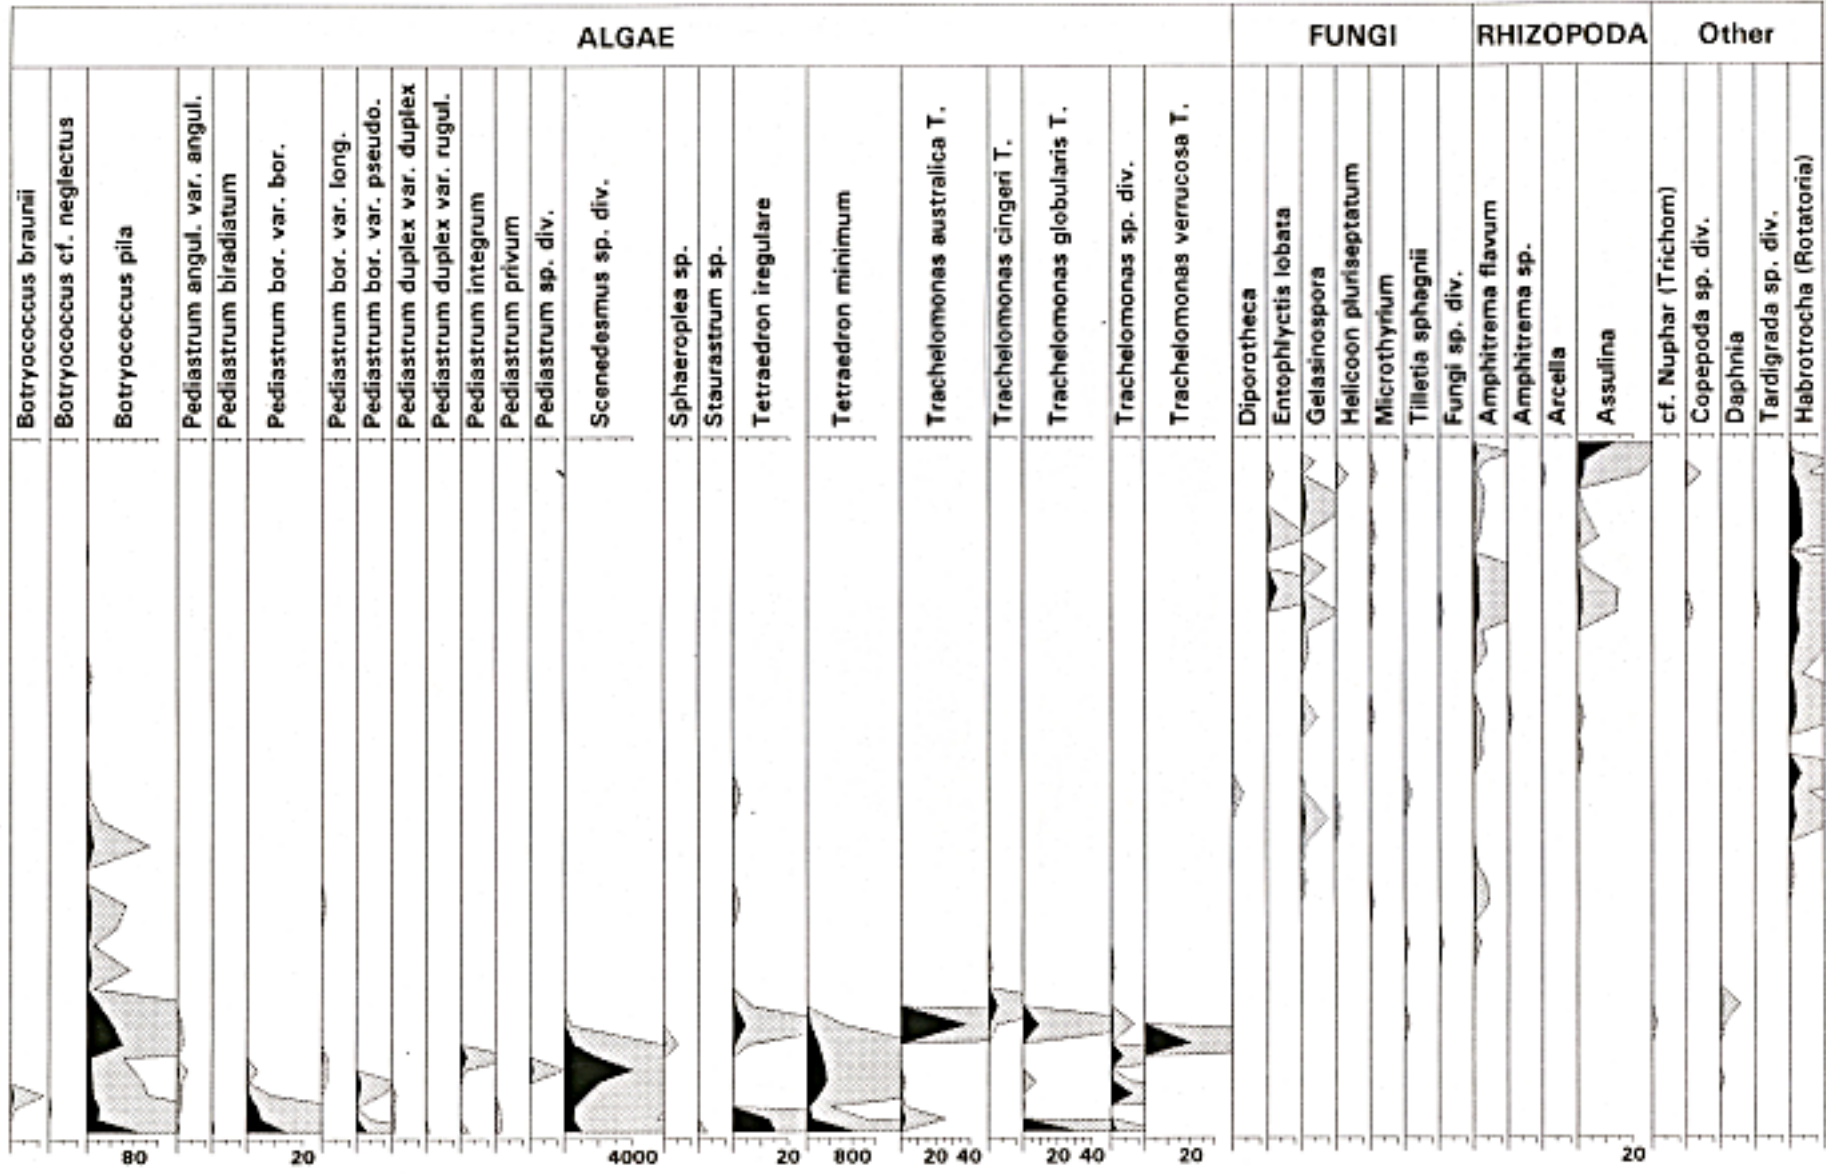 ALGAE
FUNGI
RHIZOPODA
Other
Botryococcus braunii
Botryococcus cf. neglectus
Botryococcus pila
Pediastrum angul. var. angul.
Pediastrum biradiatum
Pediastrum bor. var. bor.
Pediastrum bor. var. long.
Pediastrum bor. var. pseudo.
Pediastrum duplex var. duplex
Pediastrum duplex var. rugul.
Pediastrum integrum
Pediastrum privum
Pediastrum sp. div.
Scenedesmus sp. div.
Sphaeroplea sp.
Staurastrum sp.
Tetraedron iregulare
Tetraedron minimum
Trachelomonas australica T.
Trachelomonas cingeri T.
Trachelomonas globularis T.
Trachelomonas sp. div.
Trachelomonas verrucosa T.
Diporotheca
Entophlyctis lobata
Gelasinospora
Helicoon pluriseptatum
Microthyrium
Tilletia sphagnii
Fungi sp. div.
Amphitrema flavum
Amphitrema sp.
Arcella
Assulina
cf. Nuphar (Trichom)
Copepoda sp. div.
Daphnia
Tardigrada sp. div.
Habrotrocha (Rotatoria)
80
20
4000
20
800
20 40
20 40
20
20